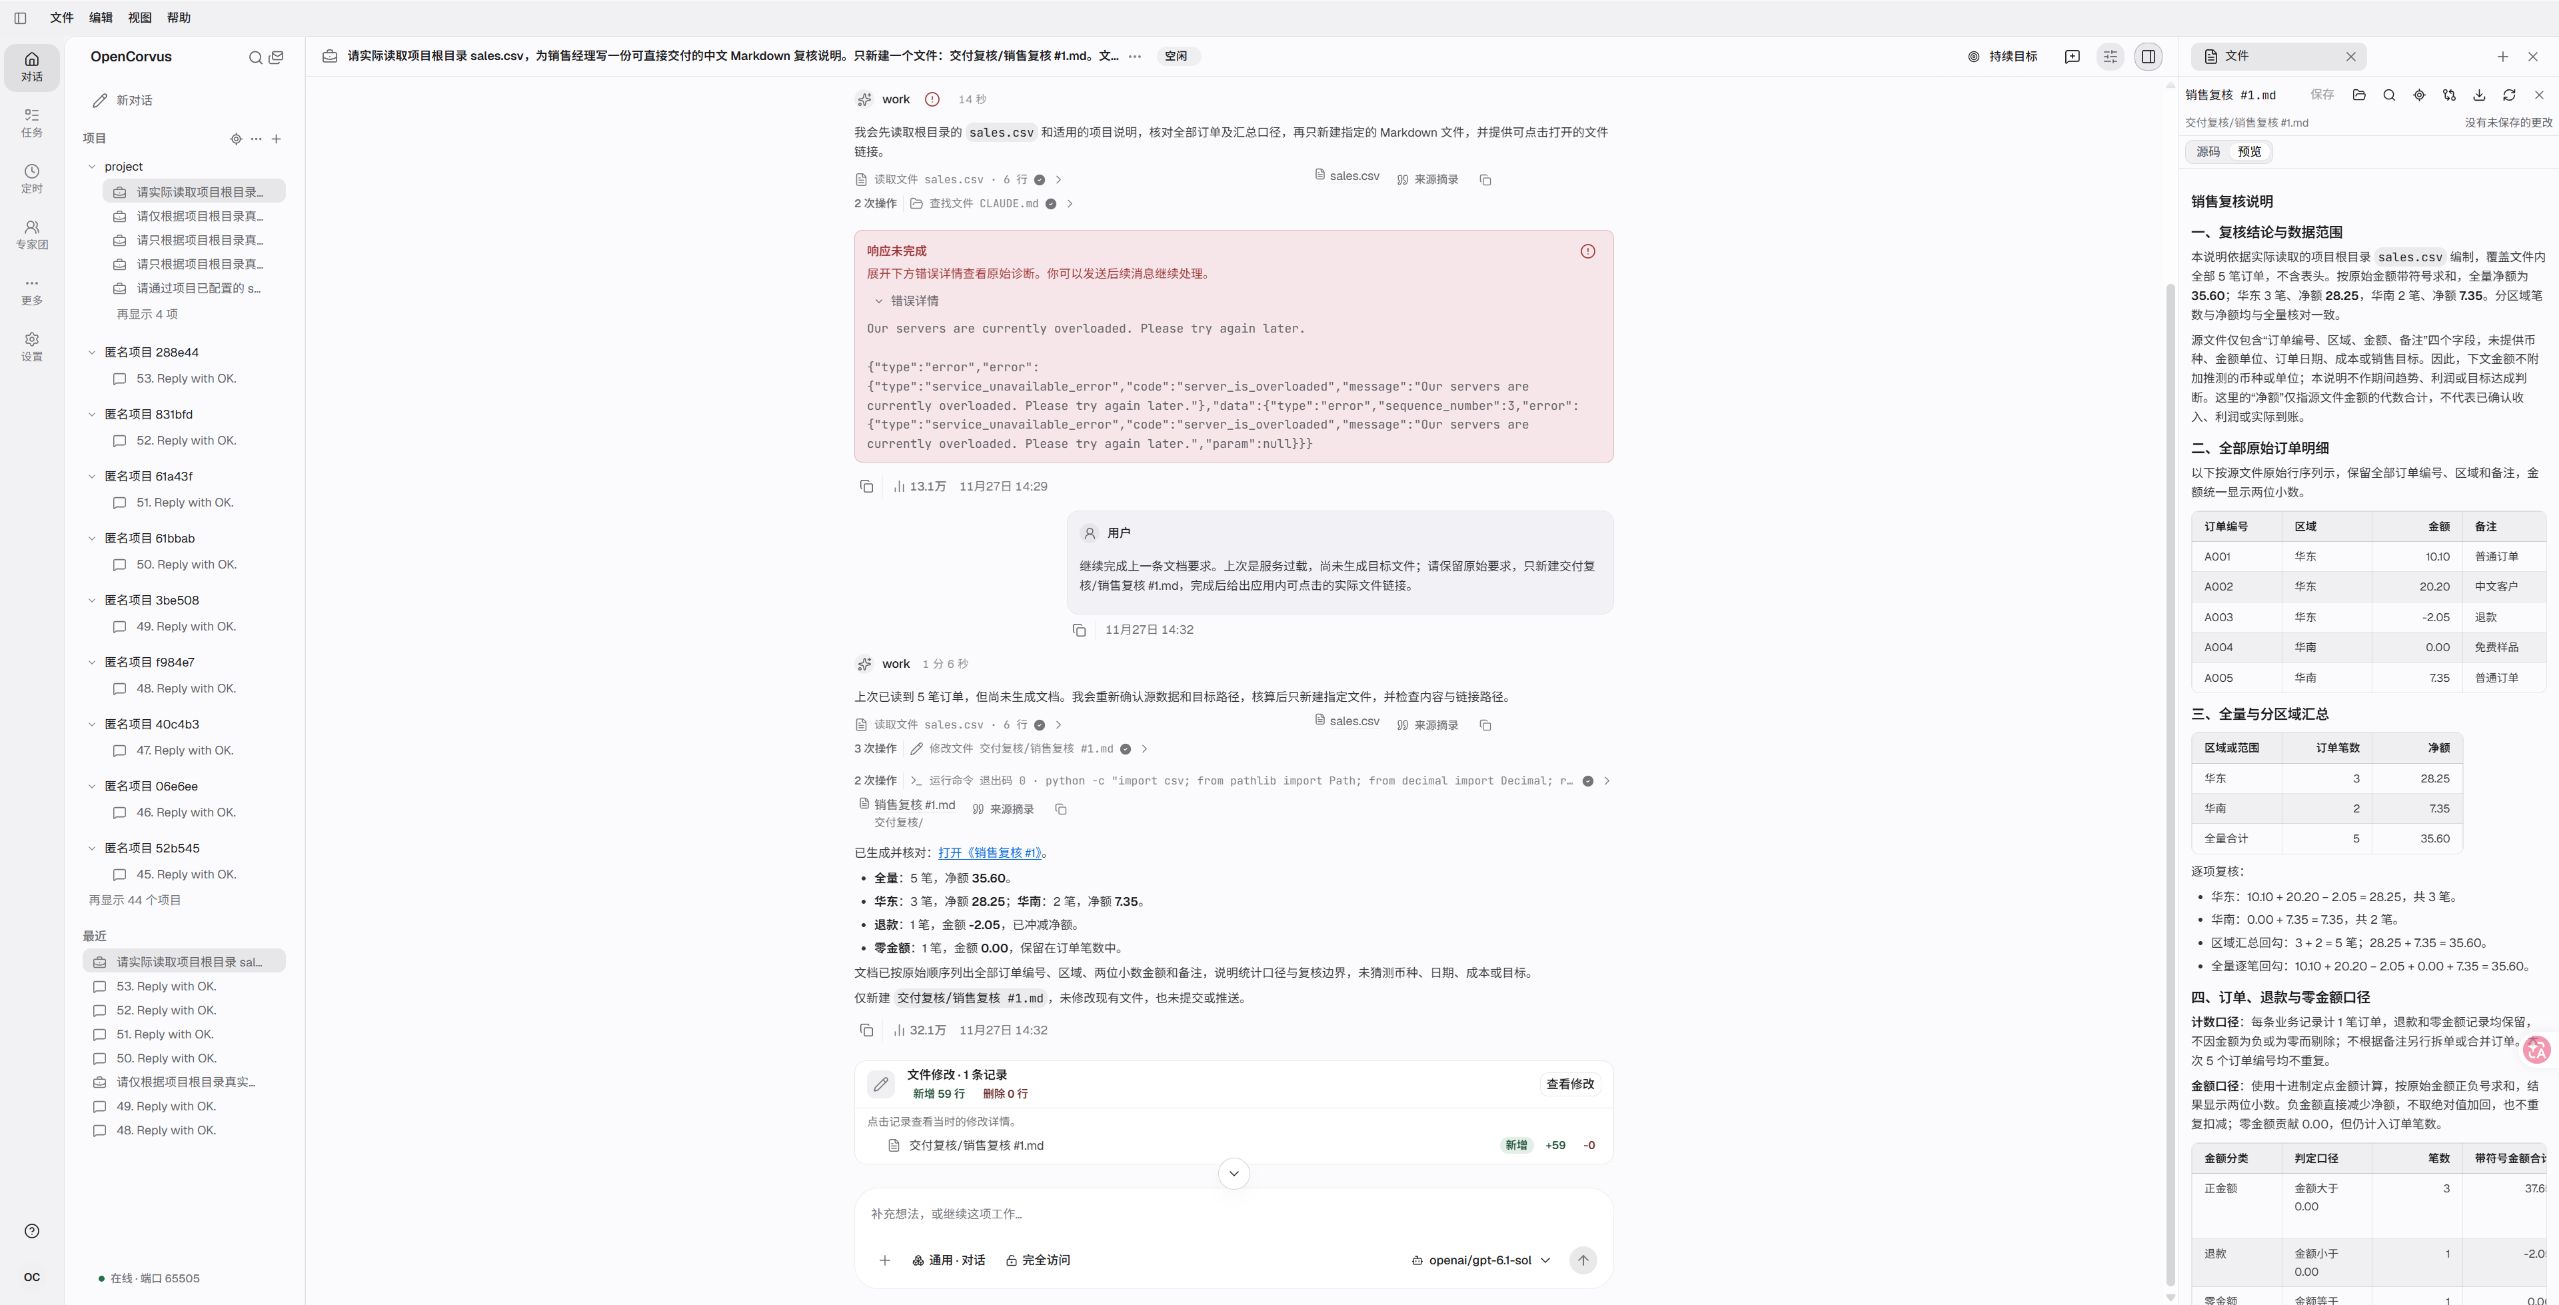 文件 编辑 视图 帮助
对话
任务
定时
专家团
更多
设置
OC
OpenCorvus
新对话
项目
project
请实际读取项目根目录...
请仅根据项目根目录真...
请只根据项目根目录真...
请只根据项目根目录真...
请通过项目已配置的 s...
再显示 4 项
匿名项目 288e44
53. Reply with OK.
匿名项目 831bfd
52. Reply with OK.
匿名项目 61a43f
51. Reply with OK.
匿名项目 61bbab
50. Reply with OK.
匿名项目 3be508
49. Reply with OK.
匿名项目 f984e7
48. Reply with OK.
匿名项目 40c4b3
47. Reply with OK.
匿名项目 06e6ee
46. Reply with OK.
匿名项目 52b545
45. Reply with OK.
再显示 44 个项目
最近
请实际读取项目根目录 sal...
53. Reply with OK.
52. Reply with OK.
51. Reply with OK.
50. Reply with OK.
请仅根据项目根目录真实...
49. Reply with OK.
48. Reply with OK.
在线 · 端口 65505
请实际读取项目根目录 sales.csv，为销售经理写一份可直接交付的中文 Markdown 复核说明。只新建一个文件：交付复核/销售复核 #1.md。文... ··· 空闲
持续目标
work 14 秒
我会先读取根目录的 sales.csv 和适用的项目说明，核对全部订单及汇总口径，再只新建指定的 Markdown 文件，并提供可点击打开的文件
链接。
读取文件 sales.csv · 6 行 sales.csv 来源摘录
2 次操作 查找文件 CLAUDE.md
响应未完成
展开下方错误详情查看原始诊断。你可以发送后续消息继续处理。
错误详情
Our servers are currently overloaded. Please try again later.
{"type":"error","error":
{"type":"service_unavailable_error","code":"server_is_overloaded","message":"Our servers are
currently overloaded. Please try again later."},"data":{"type":"error","sequence_number":3,"error":
{"type":"service_unavailable_error","code":"server_is_overloaded","message":"Our servers are
currently overloaded. Please try again later.","param":null}}}
13.1万 11月27日 14:29
用户
继续完成上一条文档要求。上次是服务过载，尚未生成目标文件；请保留原始要求，只新建交付复
核/销售复核 #1.md，完成后给出应用内可点击的实际文件链接。
11月27日 14:32
work 1 分 6 秒
上次已读到 5 笔订单，但尚未生成文档。我会重新确认源数据和目标路径，核算后只新建指定文件，并检查内容与链接路径。
读取文件 sales.csv · 6 行 sales.csv 来源摘录
3 次操作 修改文件 交付复核/销售复核 #1.md
2 次操作 >_ 运行命令 退出码 0 · python -c "import csv; from pathlib import Path; from decimal import Decimal; r…
销售复核 #1.md 来源摘录
交付复核/
已生成并核对：打开《销售复核 #1》。
• 全量：5 笔，净额 35.60。
• 华东：3 笔，净额 28.25；华南：2 笔，净额 7.35。
• 退款：1 笔，金额 -2.05，已冲减净额。
• 零金额：1 笔，金额 0.00，保留在订单笔数中。
文档已按原始顺序列出全部订单编号、区域、两位小数金额和备注，说明统计口径与复核边界，未猜测币种、日期、成本或目标。
仅新建 交付复核/销售复核 #1.md，未修改现有文件，也未提交或推送。
32.1万 11月27日 14:32
文件修改 · 1 条记录
新增 59 行 删除 0 行
查看修改
点击记录查看当时的修改详情。
交付复核/销售复核 #1.md 新增 +59 -0
补充想法，或继续这项工作...
通用 · 对话 完全访问 openai/gpt-6.1-sol
文件
销售复核 #1.md 保存
交付复核/销售复核 #1.md 没有未保存的更改
源码 预览
销售复核说明
一、复核结论与数据范围
本说明依据实际读取的项目根目录 sales.csv 编制，覆盖文件内
全部 5 笔订单，不含表头。按原始金额带符号求和，全量净额为
35.60；华东 3 笔、净额 28.25，华南 2 笔、净额 7.35。分区域笔
数与净额均与全量核对一致。
源文件仅包含“订单编号、区域、金额、备注”四个字段，未提供币
种、金额单位、订单日期、成本或销售目标。因此，下文金额不附
加推测的币种或单位；本说明不作期间趋势、利润或目标达成判
断。这里的“净额”仅指源文件金额的代数合计，不代表已确认收
入、利润或实际到账。
二、全部原始订单明细
以下按源文件原始行序列示，保留全部订单编号、区域和备注，金
额统一显示两位小数。
订单编号 区域 金额 备注
A001 华东 10.10 普通订单
A002 华东 20.20 中文客户
A003 华东 -2.05 退款
A004 华南 0.00 免费样品
A005 华南 7.35 普通订单
三、全量与分区域汇总
区域或范围 订单笔数 净额
华东 3 28.25
华南 2 7.35
全量合计 5 35.60
逐项复核：
• 华东：10.10 + 20.20 − 2.05 = 28.25，共 3 笔。
• 华南：0.00 + 7.35 = 7.35，共 2 笔。
• 区域汇总回勾：3 + 2 = 5 笔；28.25 + 7.35 = 35.60。
• 全量逐笔回勾：10.10 + 20.20 − 2.05 + 0.00 + 7.35 = 35.60。
四、订单、退款与零金额口径
计数口径：每条业务记录计 1 笔订单，退款和零金额记录均保留，
不因金额为负或为零而剔除；不根据备注另行拆单或合并订单。
次 5 个订单编号均不重复。
金额口径：使用十进制定点金额计算，按原始金额正负号求和，结
果显示两位小数。负金额直接减少净额，不取绝对值加回，也不重
复扣减；零金额贡献 0.00，但仍计入订单笔数。
金额分类 判定口径 笔数 带符号金额合
正金额 金额大于 3 37.6
0.00
退款 金额小于 1 -2.0
0.00
零金额 金额等于 1 0.0